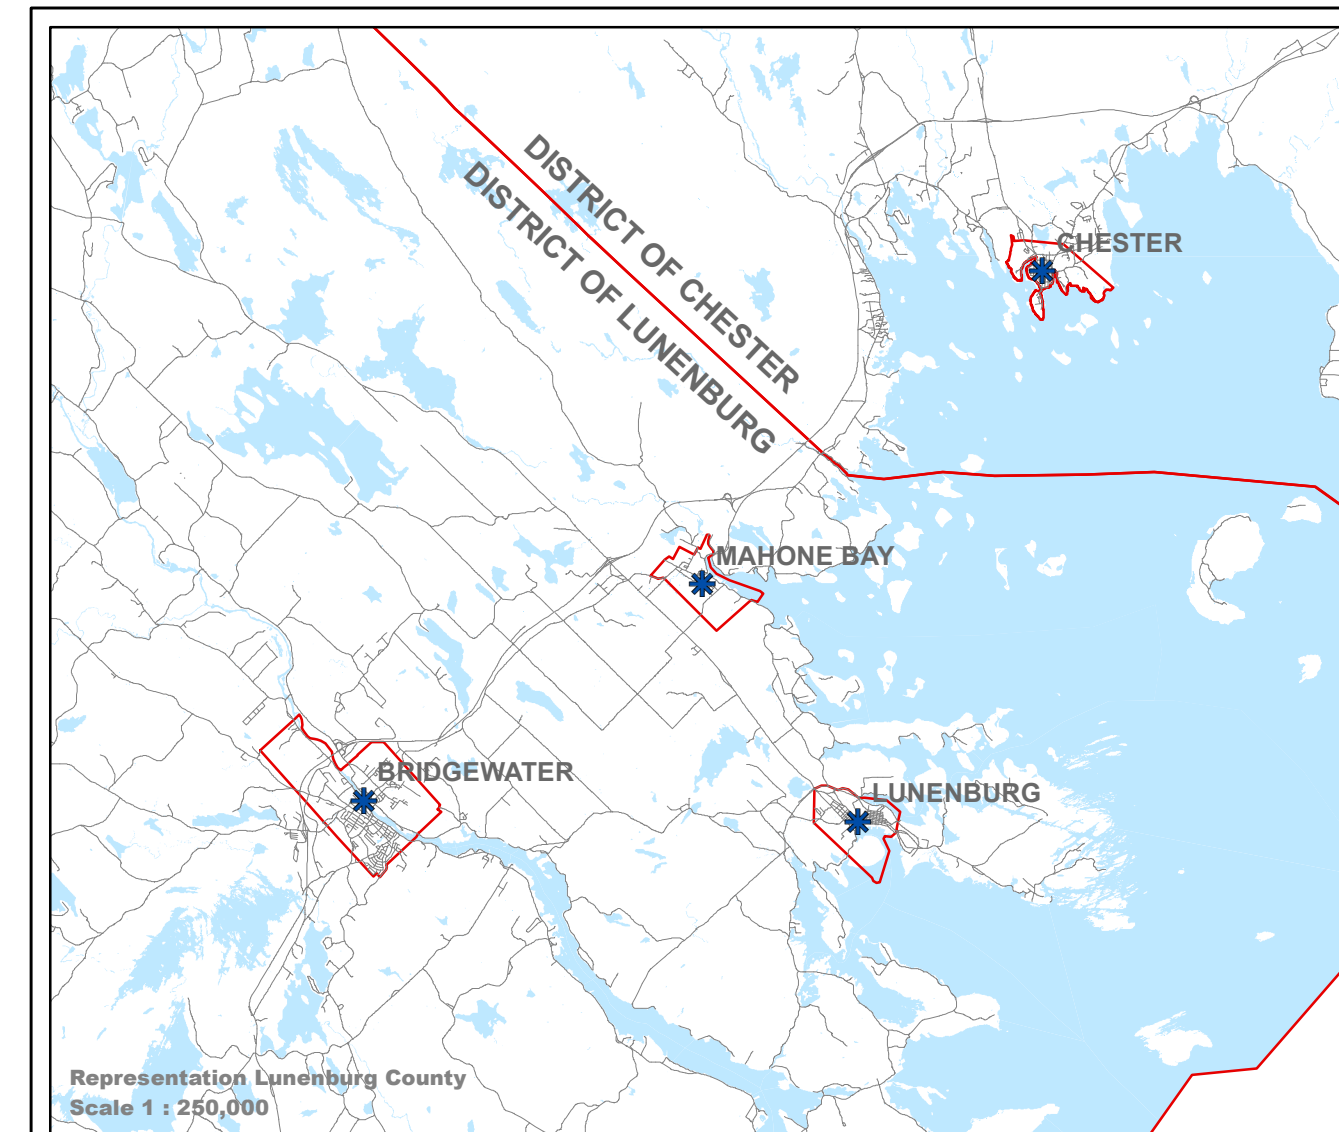 DISTRICT OF CHESTER
DISTRICT OF LUNENBURG
CHESTER
MAHONE BAY
BRIDGEWATER
LUNENBURG
Representation Lunenburg County
Scale 1 : 250,000